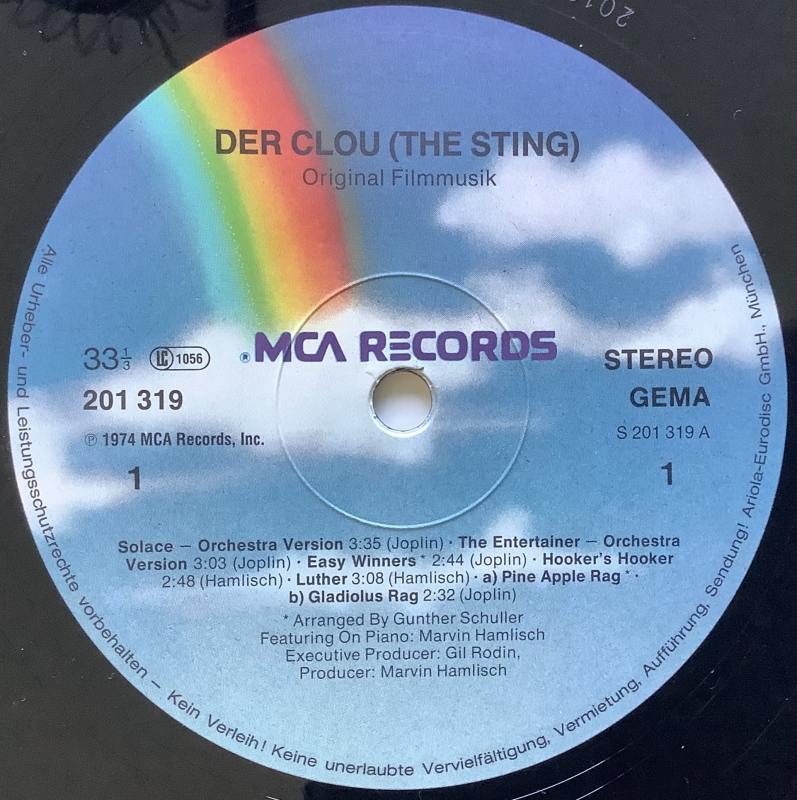 DER CLOU (THE STING)
Original Filmmusik
® MCA RECORDS
33⅓ LC 1056
STEREO
201 319
GEMA
℗ 1974 MCA Records, Inc.
S 201 319 A
1
1
Solace – Orchestra Version 3:35 (Joplin) · The Entertainer – Orchestra
Version 3:03 (Joplin) · Easy Winners * 2:44 (Joplin) · Hooker's Hooker
2:48 (Hamlisch) · Luther 3:08 (Hamlisch) · a) Pine Apple Rag * ·
b) Gladiolus Rag 2:32 (Joplin)
* Arranged By Gunther Schuller
Featuring On Piano: Marvin Hamlisch
Executive Producer: Gil Rodin,
Producer: Marvin Hamlisch
Alle Urheber- und Leistungsschutzrechte vorbehalten – Kein Verleih! Keine unerlaubte Vervielfältigung, Vermietung, Aufführung, Sendung! Ariola-Eurodisc GmbH., München